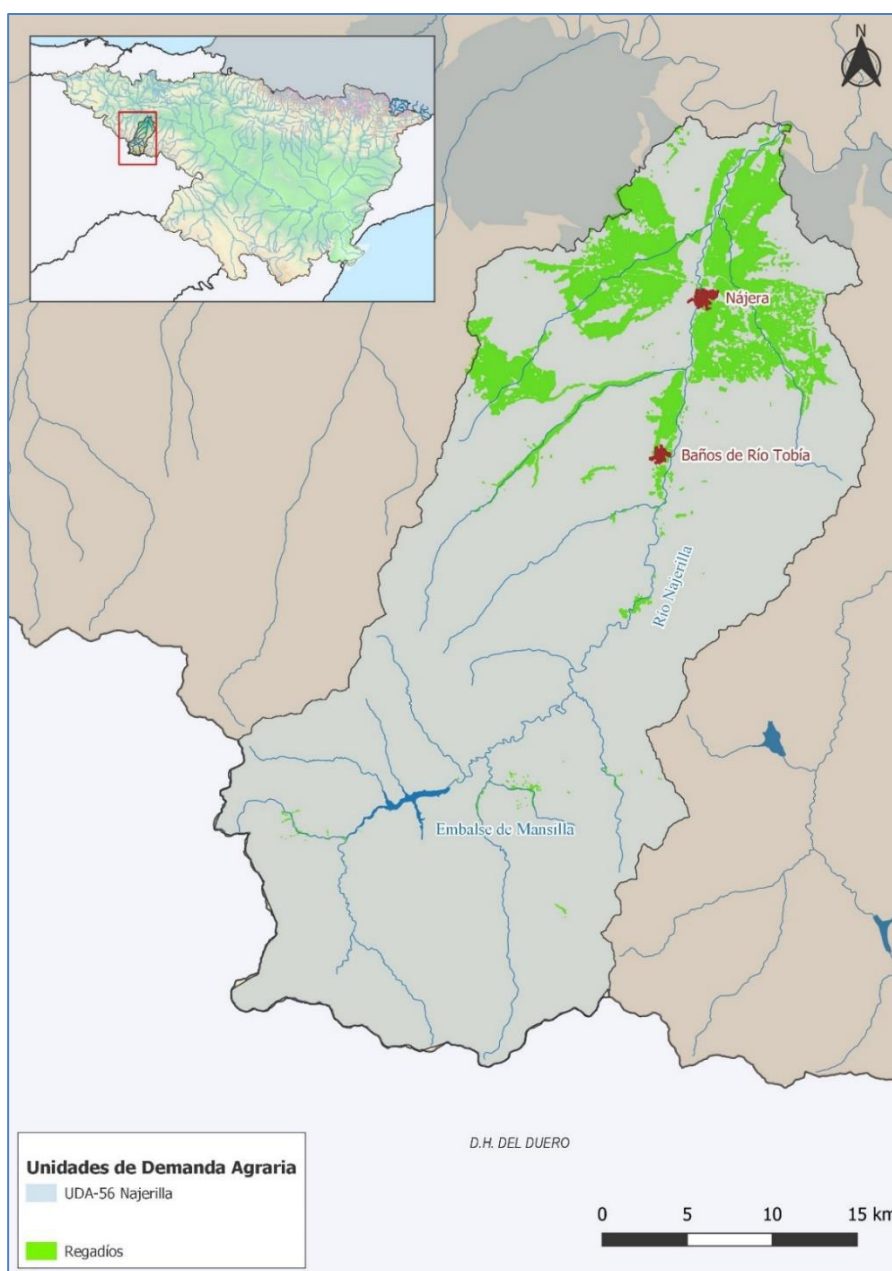 N
Nájera
Baños de Río Tobía
Río Najerilla
Embalse de Mansilla
D.H. DEL DUERO
Unidades de Demanda Agraria
UDA-56 Najerilla
Regadíos
0 5 10 15 km